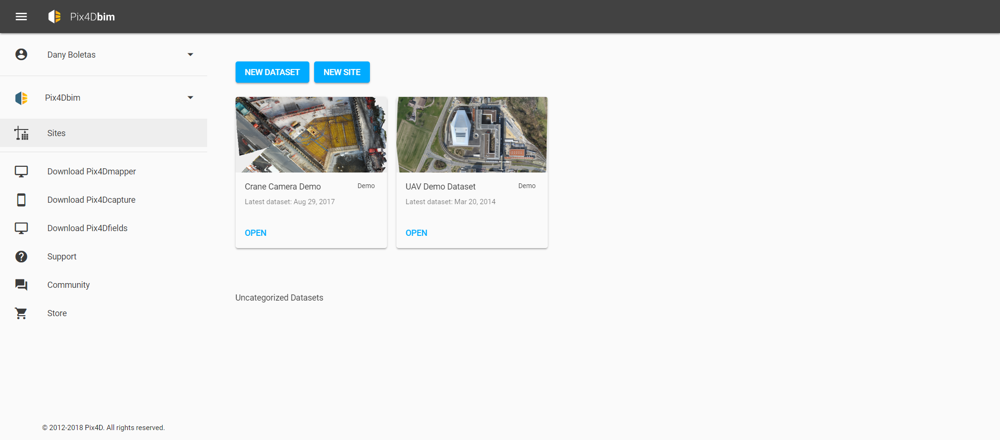 Pix4Dbim
Dany Boletas
Pix4Dbim
Sites
Download Pix4Dmapper
Download Pix4Dcapture
Download Pix4Dfields
Support
Community
Store
© 2012-2018 Pix4D. All rights reserved.
NEW DATASET NEW SITE
Crane Camera Demo Demo
Latest dataset: Aug 29, 2017
OPEN
UAV Demo Dataset Demo
Latest dataset: Mar 20, 2014
OPEN
Uncategorized Datasets